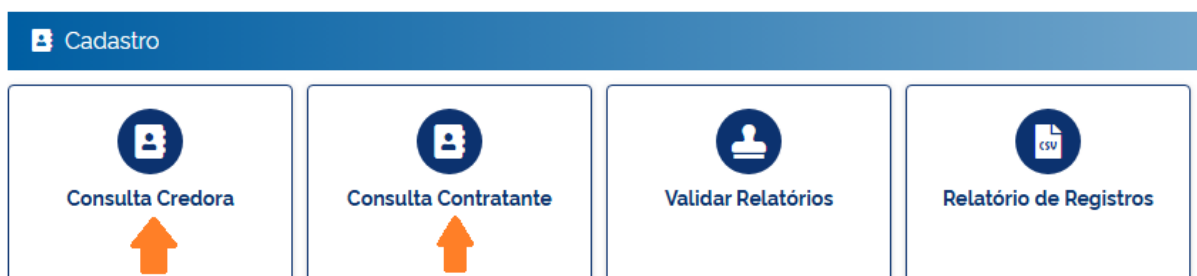 Cadastro
Consulta Credora
Consulta Contratante
Validar Relatórios
CSV
Relatório de Registros